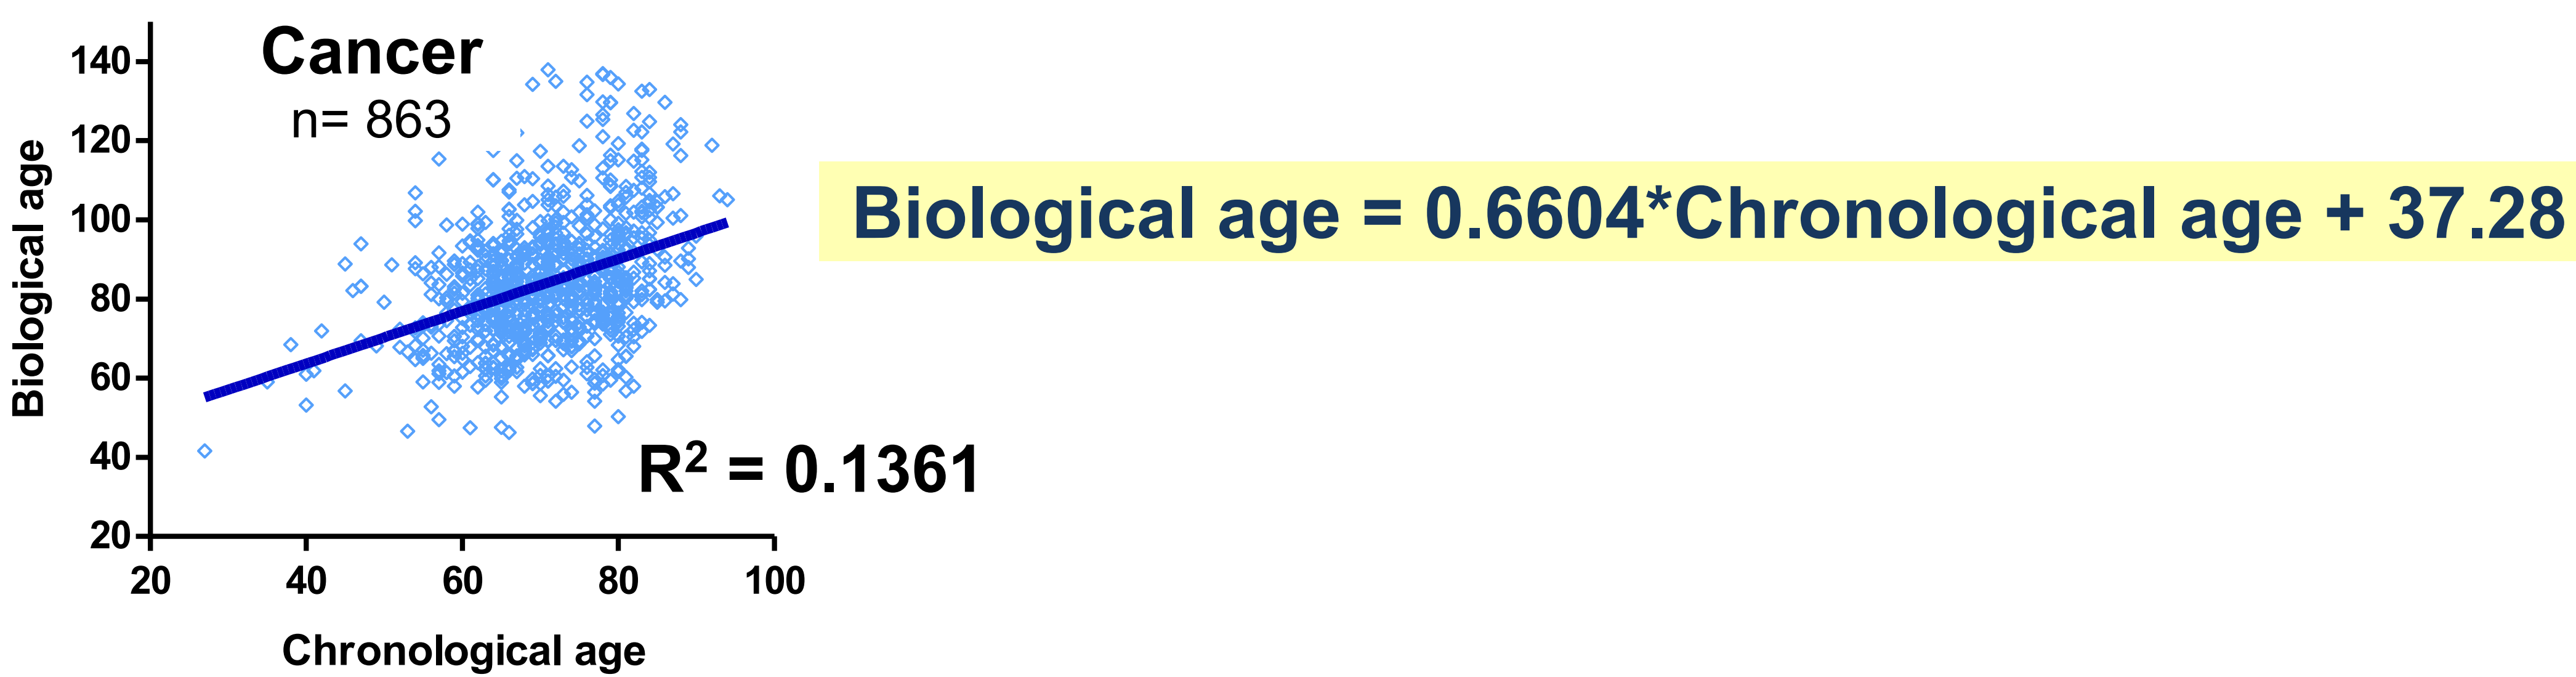 Cancer
n= 863
Biological age
140
120
100
80
60
40
20
20 40 60 80 100
Chronological age
R² = 0.1361
Biological age = 0.6604*Chronological age + 37.28